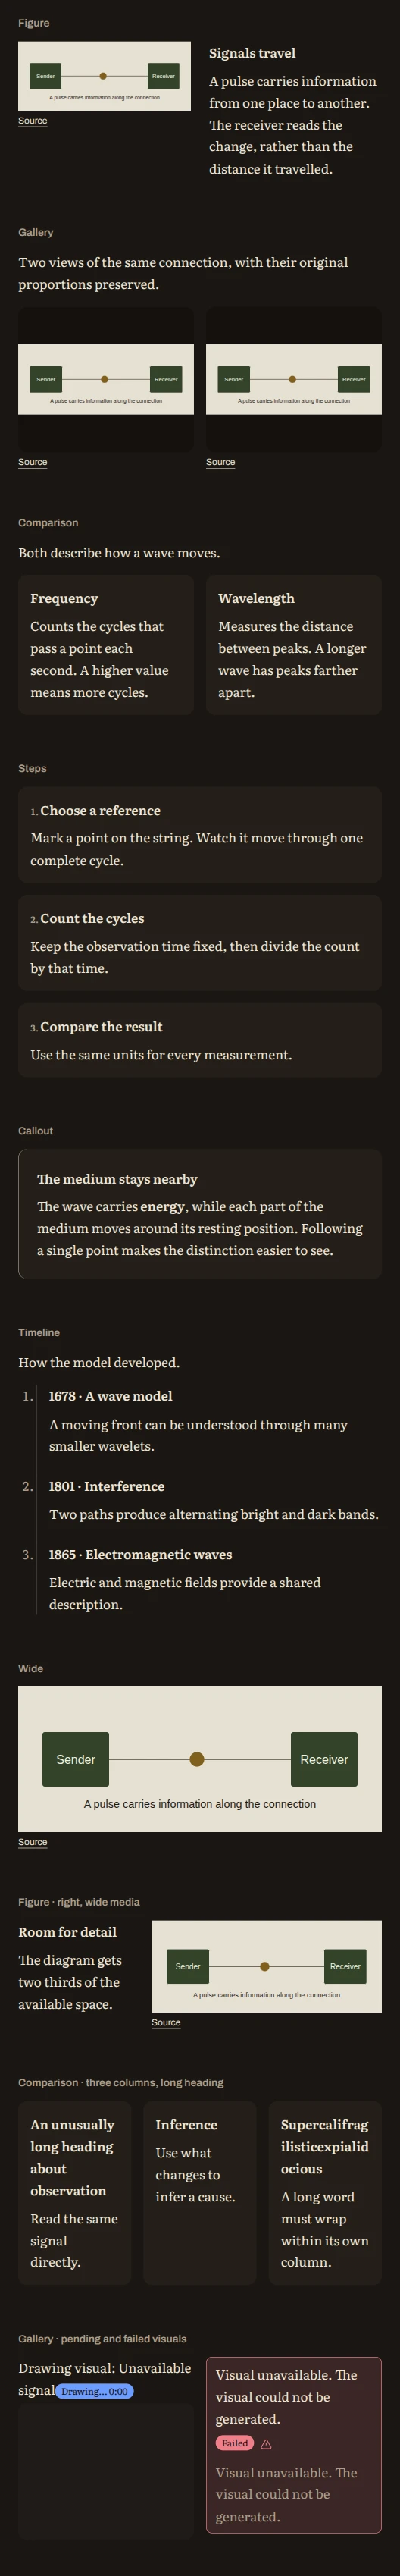 Figure
Sender
Receiver
A pulse carries information along the connection
Source
Signals travel
A pulse carries information
from one place to another.
The receiver reads the
change, rather than the
distance it travelled.
Gallery
Two views of the same connection, with their original
proportions preserved.
Sender
Receiver
A pulse carries information along the connection
Source
Sender
Receiver
A pulse carries information along the connection
Source
Comparison
Both describe how a wave moves.
Frequency
Counts the cycles that
pass a point each
second. A higher value
means more cycles.
Wavelength
Measures the distance
between peaks. A longer
wave has peaks farther
apart.
Steps
1. Choose a reference
Mark a point on the string. Watch it move through one
complete cycle.
2. Count the cycles
Keep the observation time fixed, then divide the count
by that time.
3. Compare the result
Use the same units for every measurement.
Callout
The medium stays nearby
The wave carries energy, while each part of the
medium moves around its resting position. Following
a single point makes the distinction easier to see.
Timeline
How the model developed.
1. 1678 · A wave model
A moving front can be understood through many
smaller wavelets.
2. 1801 · Interference
Two paths produce alternating bright and dark bands.
3. 1865 · Electromagnetic waves
Electric and magnetic fields provide a shared
description.
Wide
Sender
Receiver
A pulse carries information along the connection
Source
Figure · right, wide media
Room for detail
The diagram gets
two thirds of the
available space.
Sender
Receiver
A pulse carries information along the connection
Source
Comparison · three columns, long heading
An unusually
long heading
about
observation
Read the same
signal
directly.
Inference
Use what
changes to
infer a cause.
Supercalifrag
ilisticexpialid
ocious
A long word
must wrap
within its own
column.
Gallery · pending and failed visuals
Drawing visual: Unavailable
signal Drawing... 0:00
Visual unavailable. The
visual could not be
generated.
Failed
Visual unavailable. The
visual could not be
generated.